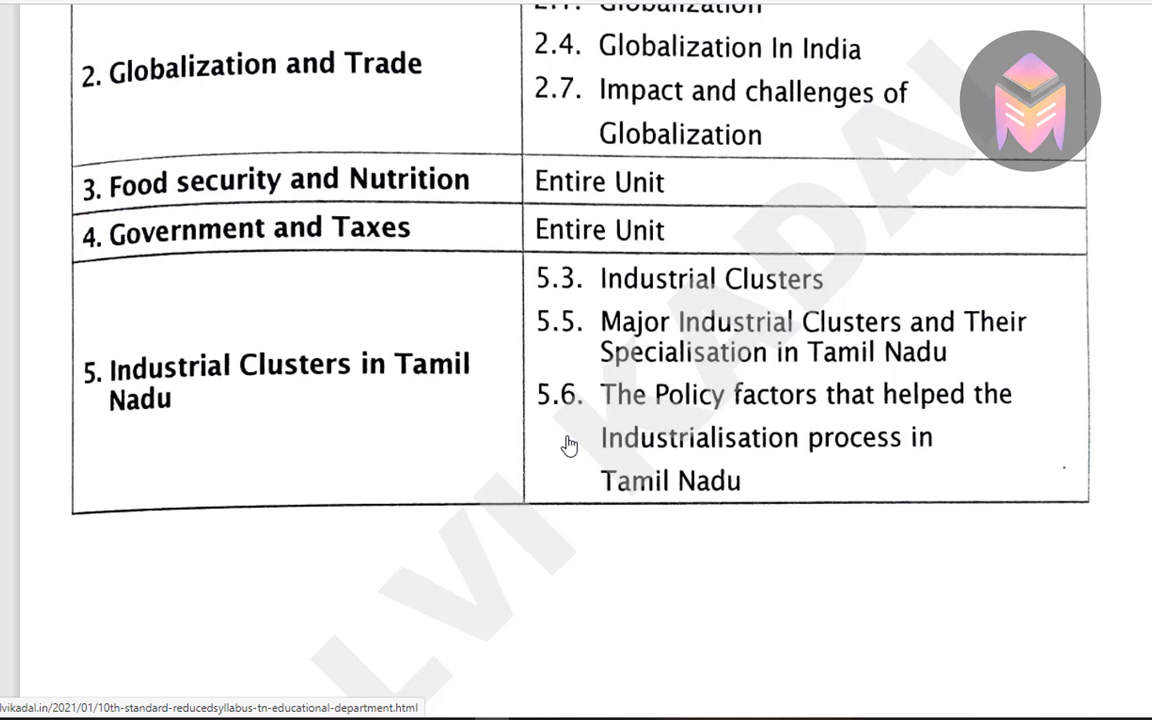 2. Globalization and Trade
2.4. Globalization In India
2.7. Impact and challenges of
Globalization
3. Food security and Nutrition
Entire Unit
4. Government and Taxes
Entire Unit
5. Industrial Clusters in Tamil
Nadu
5.3. Industrial Clusters
5.5. Major Industrial Clusters and Their
Specialisation in Tamil Nadu
5.6. The Policy factors that helped the
Industrialisation process in
Tamil Nadu
LVI KADAL
lvikadal.in/2021/01/10th-standard-reducedsyllabus-tn-educational-department.html